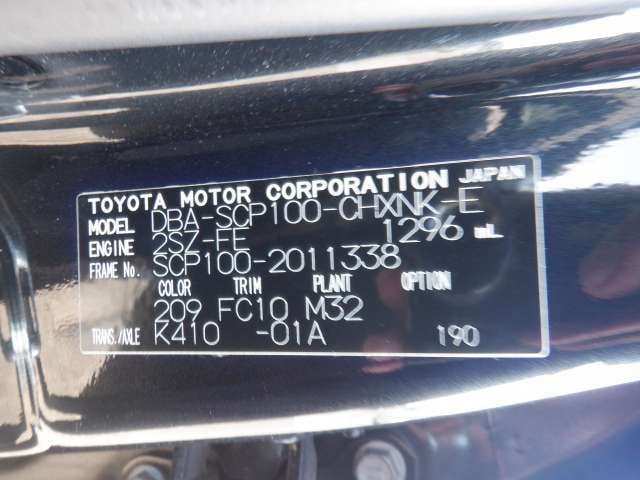 TOYOTA MOTOR CORPORATION JAPAN
MODEL DBA-SCP100-CHXNK-E
ENGINE 2SZ-FE 1296 mL
FRAME No. SCP100-2011338
COLOR TRIM PLANT OPTION
209 FC10 M32
TRANS./AXLE K410 -01A 190